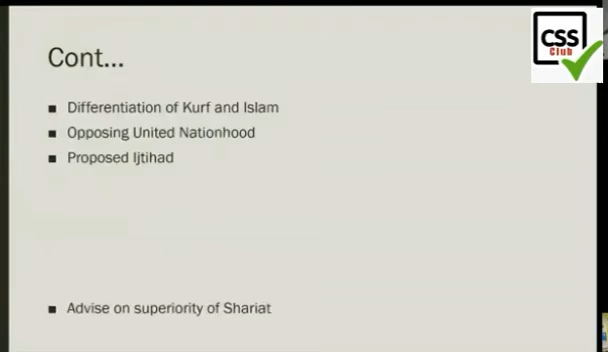 Cont...
CSS
Club
■ Differentiation of Kurf and Islam
■ Opposing United Nationhood
■ Proposed Ijtihad
■ Advise on superiority of Shariat